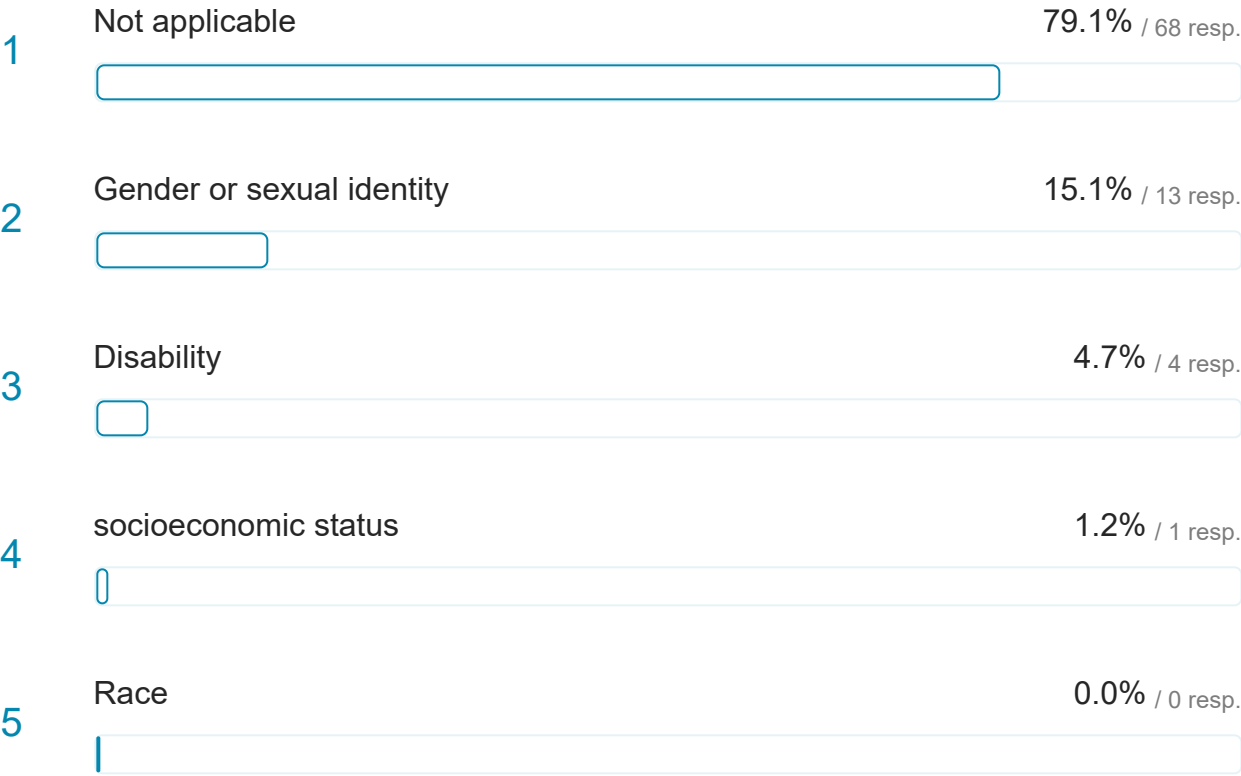 1 Not applicable 79.1% / 68 resp.
2 Gender or sexual identity 15.1% / 13 resp.
3 Disability 4.7% / 4 resp.
4 socioeconomic status 1.2% / 1 resp.
5 Race 0.0% / 0 resp.